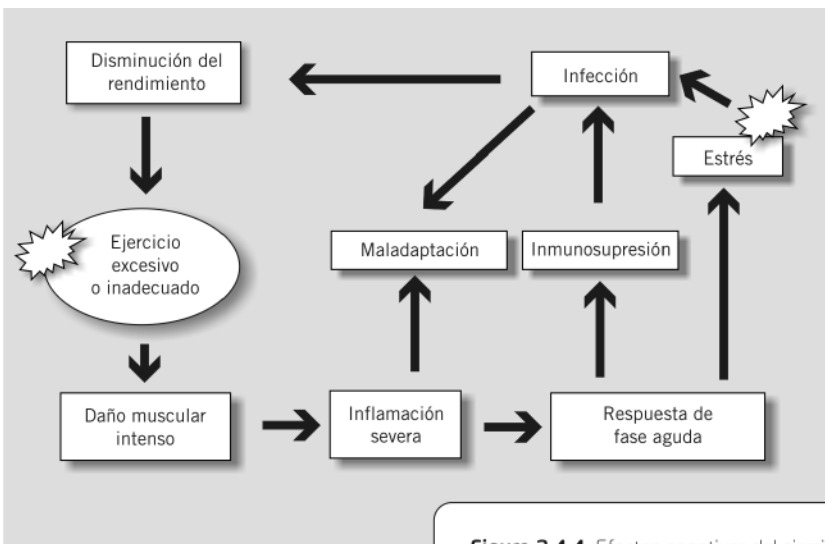 Disminución del
rendimiento
Infección
Estrés
Ejercicio
excesivo
o inadecuado
Maladaptación
Inmunosupresión
Daño muscular
intenso
Inflamación
severa
Respuesta de
fase aguda